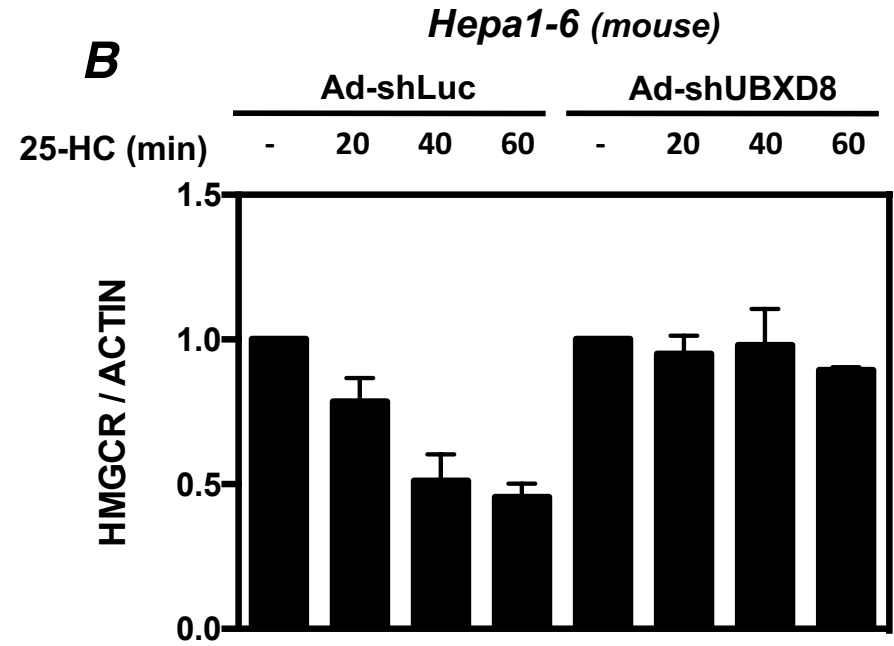 Hepa1-6 (mouse)
B
Ad-shLuc Ad-shUBXD8
25-HC (min) - 20 40 60 - 20 40 60
1.5
1.0
0.5
0.0
HMGCR / ACTIN